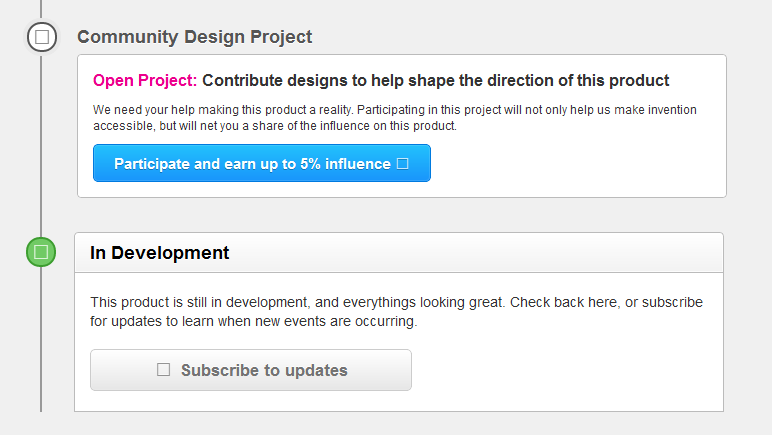 Community Design Project
Open Project: Contribute designs to help shape the direction of this product
We need your help making this product a reality. Participating in this project will not only help us make invention
accessible, but will net you a share of the influence on this product.
Participate and earn up to 5% influence
In Development
This product is still in development, and everythings looking great. Check back here, or subscribe
for updates to learn when new events are occurring.
Subscribe to updates